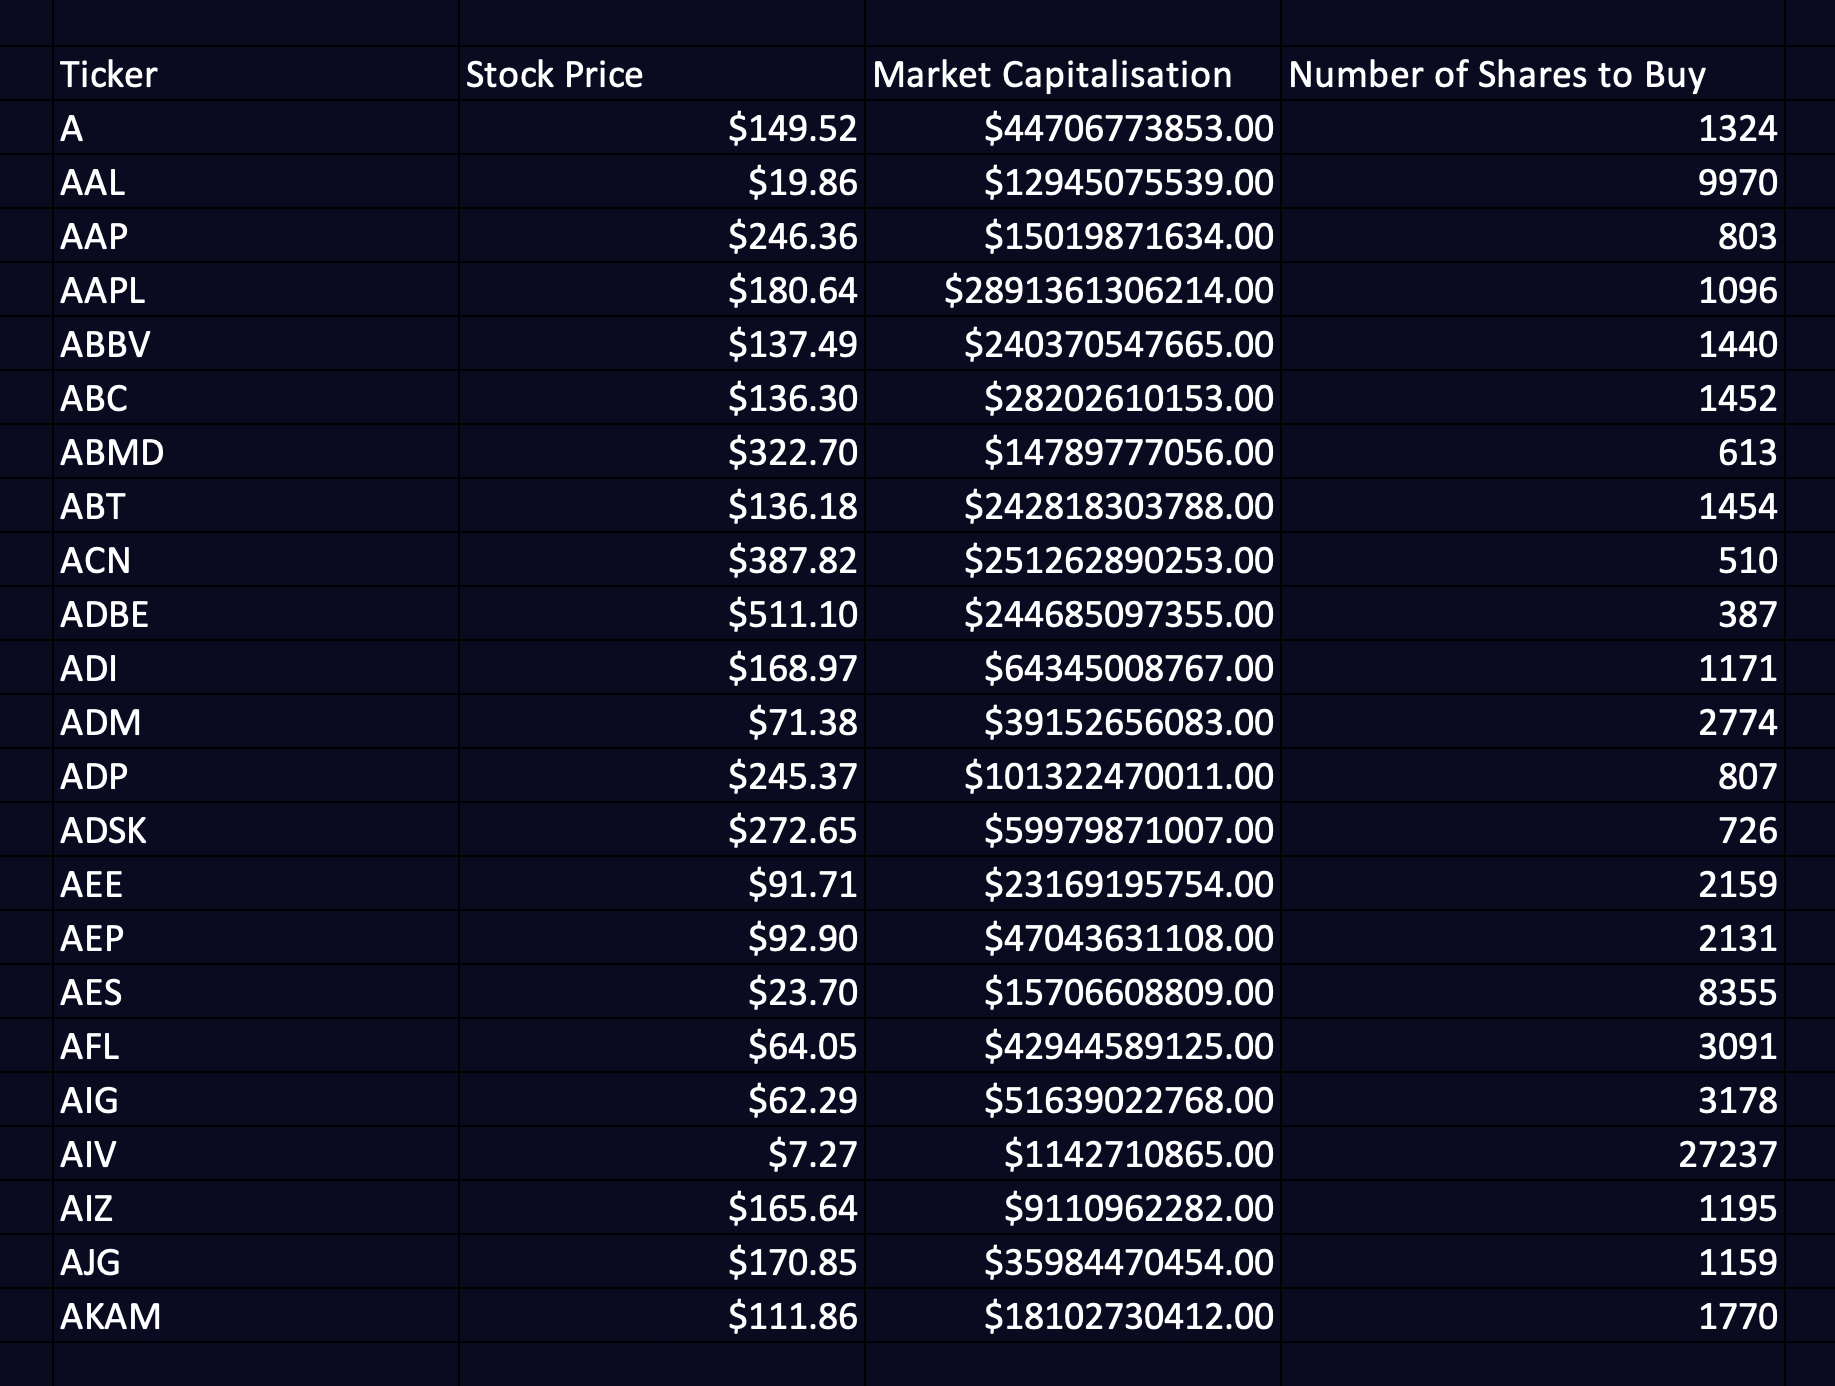 Ticker Stock Price Market Capitalisation Number of Shares to Buy
A $149.52 $44706773853.00 1324
AAL $19.86 $12945075539.00 9970
AAP $246.36 $15019871634.00 803
AAPL $180.64 $2891361306214.00 1096
ABBV $137.49 $240370547665.00 1440
ABC $136.30 $28202610153.00 1452
ABMD $322.70 $14789777056.00 613
ABT $136.18 $242818303788.00 1454
ACN $387.82 $251262890253.00 510
ADBE $511.10 $244685097355.00 387
ADI $168.97 $64345008767.00 1171
ADM $71.38 $39152656083.00 2774
ADP $245.37 $101322470011.00 807
ADSK $272.65 $59979871007.00 726
AEE $91.71 $23169195754.00 2159
AEP $92.90 $47043631108.00 2131
AES $23.70 $15706608809.00 8355
AFL $64.05 $42944589125.00 3091
AIG $62.29 $51639022768.00 3178
AIV $7.27 $1142710865.00 27237
AIZ $165.64 $9110962282.00 1195
AJG $170.85 $35984470454.00 1159
AKAM $111.86 $18102730412.00 1770